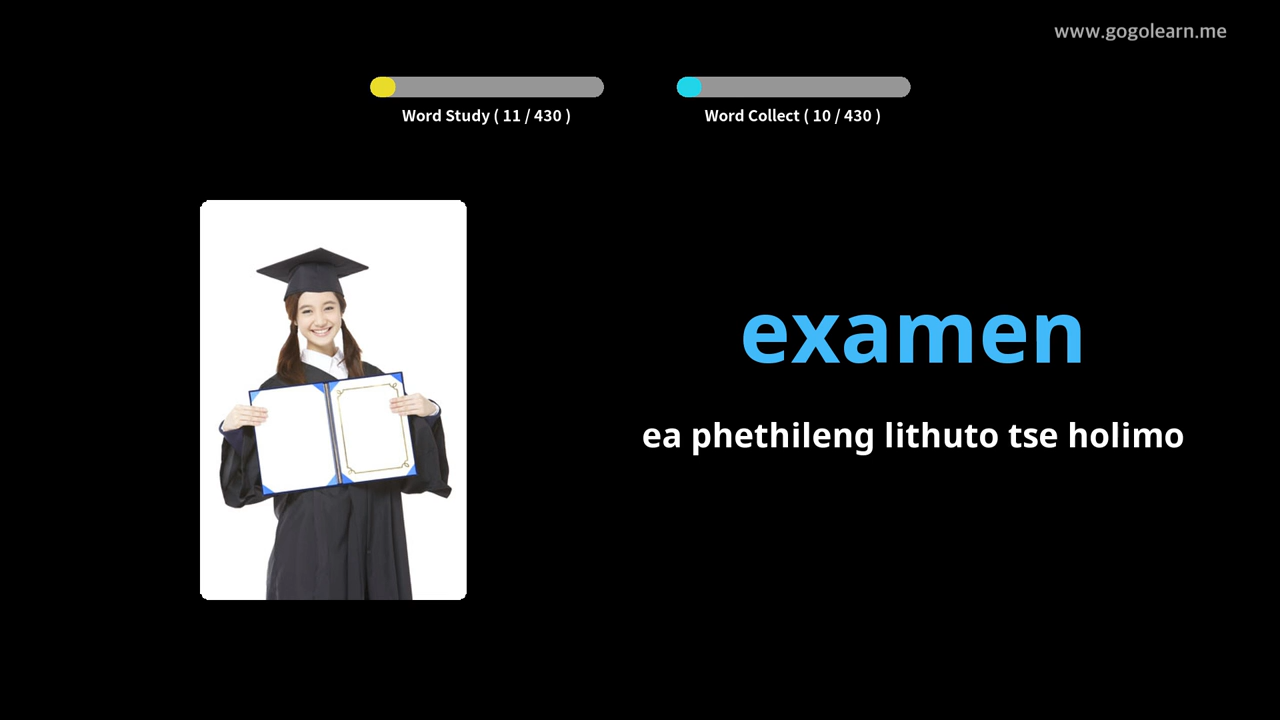 www.gogolearn.me
Word Study ( 11 / 430 )
Word Collect ( 10 / 430 )
examen
ea phethileng lithuto tse holimo